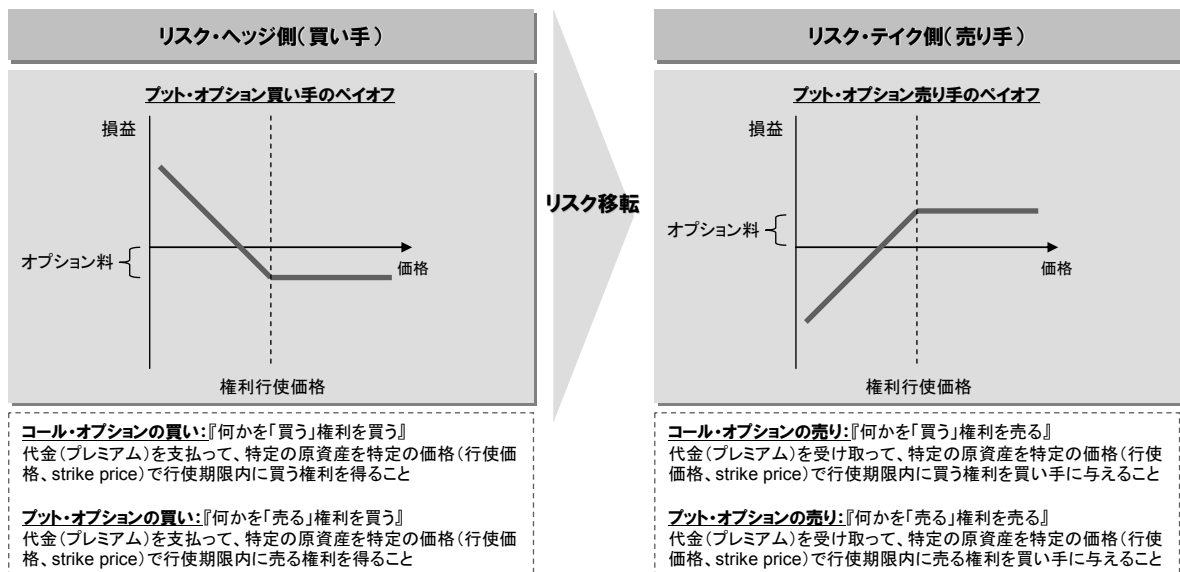 リスク・ヘッジ側(買い手)
プット・オプション買い手のペイオフ
損益
オプション料
価格
権利行使価格
コール・オプションの買い:『何かを「買う」権利を買う』
代金(プレミアム)を支払って、特定の原資産を特定の価格(行使価
格、strike price)で行使期限内に買う権利を得ること
プット・オプションの買い:『何かを「売る」権利を買う』
代金(プレミアム)を支払って、特定の原資産を特定の価格(行使価
格、strike price)で行使期限内に売る権利を得ること
リスク移転
リスク・テイク側(売り手)
プット・オプション売り手のペイオフ
損益
オプション料
価格
権利行使価格
コール・オプションの売り:『何かを「買う」権利を売る』
代金(プレミアム)を受け取って、特定の原資産を特定の価格(行使
価格、strike price)で行使期限内に買う権利を買い手に与えること
プット・オプションの売り:『何かを「売る」権利を売る』
代金(プレミアム)を受け取って、特定の原資産を特定の価格(行使
価格、strike price)で行使期限内に売る権利を買い手に与えること